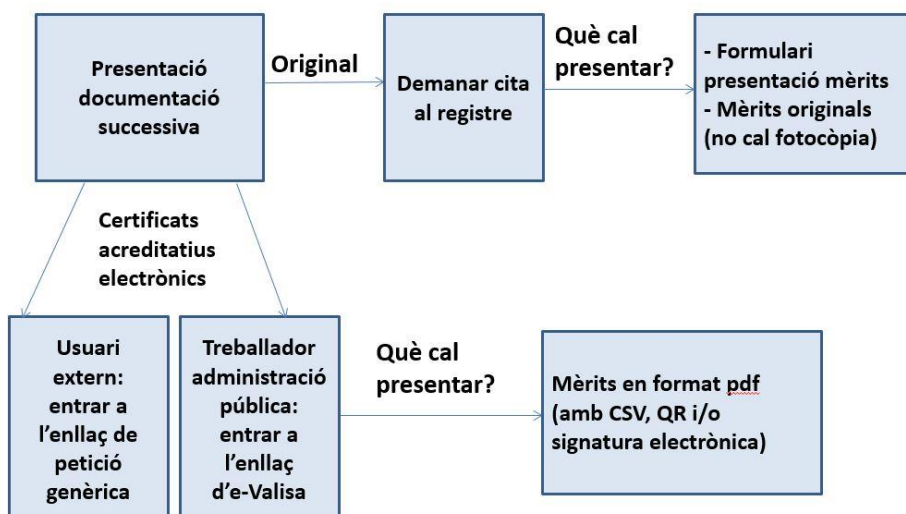 Presentació
documentació
successiva
Original
Demanar cita
al registre
Què cal
presentar?
- Formulari
presentació mèrits
- Mèrits originals
(no cal fotocòpia)
Certificats
acreditatius
electrònics
Usuari
extern:
entrar a
l’enllaç de
petició
genèrica
Treballador
administració
pública:
entrar a
l’enllaç
d’e-Valisa
Què cal
presentar?
Mèrits en format pdf
(amb CSV, QR i/o
signatura electrònica)